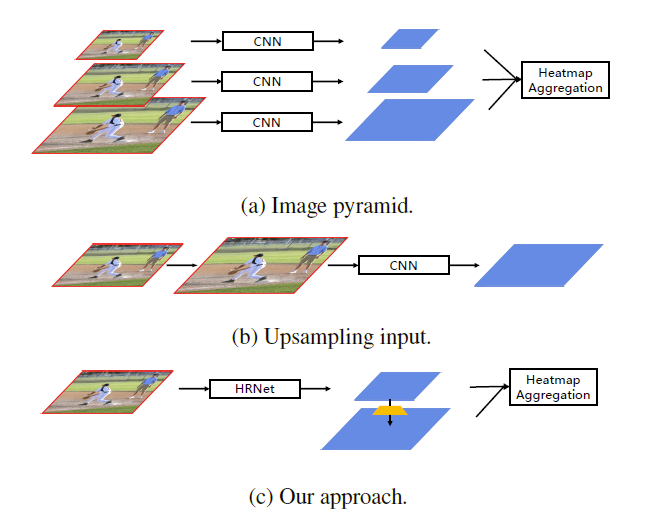 CNN
CNN
CNN
Heatmap
Aggregation
(a) Image pyramid.
CNN
(b) Upsampling input.
HRNet
Heatmap
Aggregation
(c) Our approach.